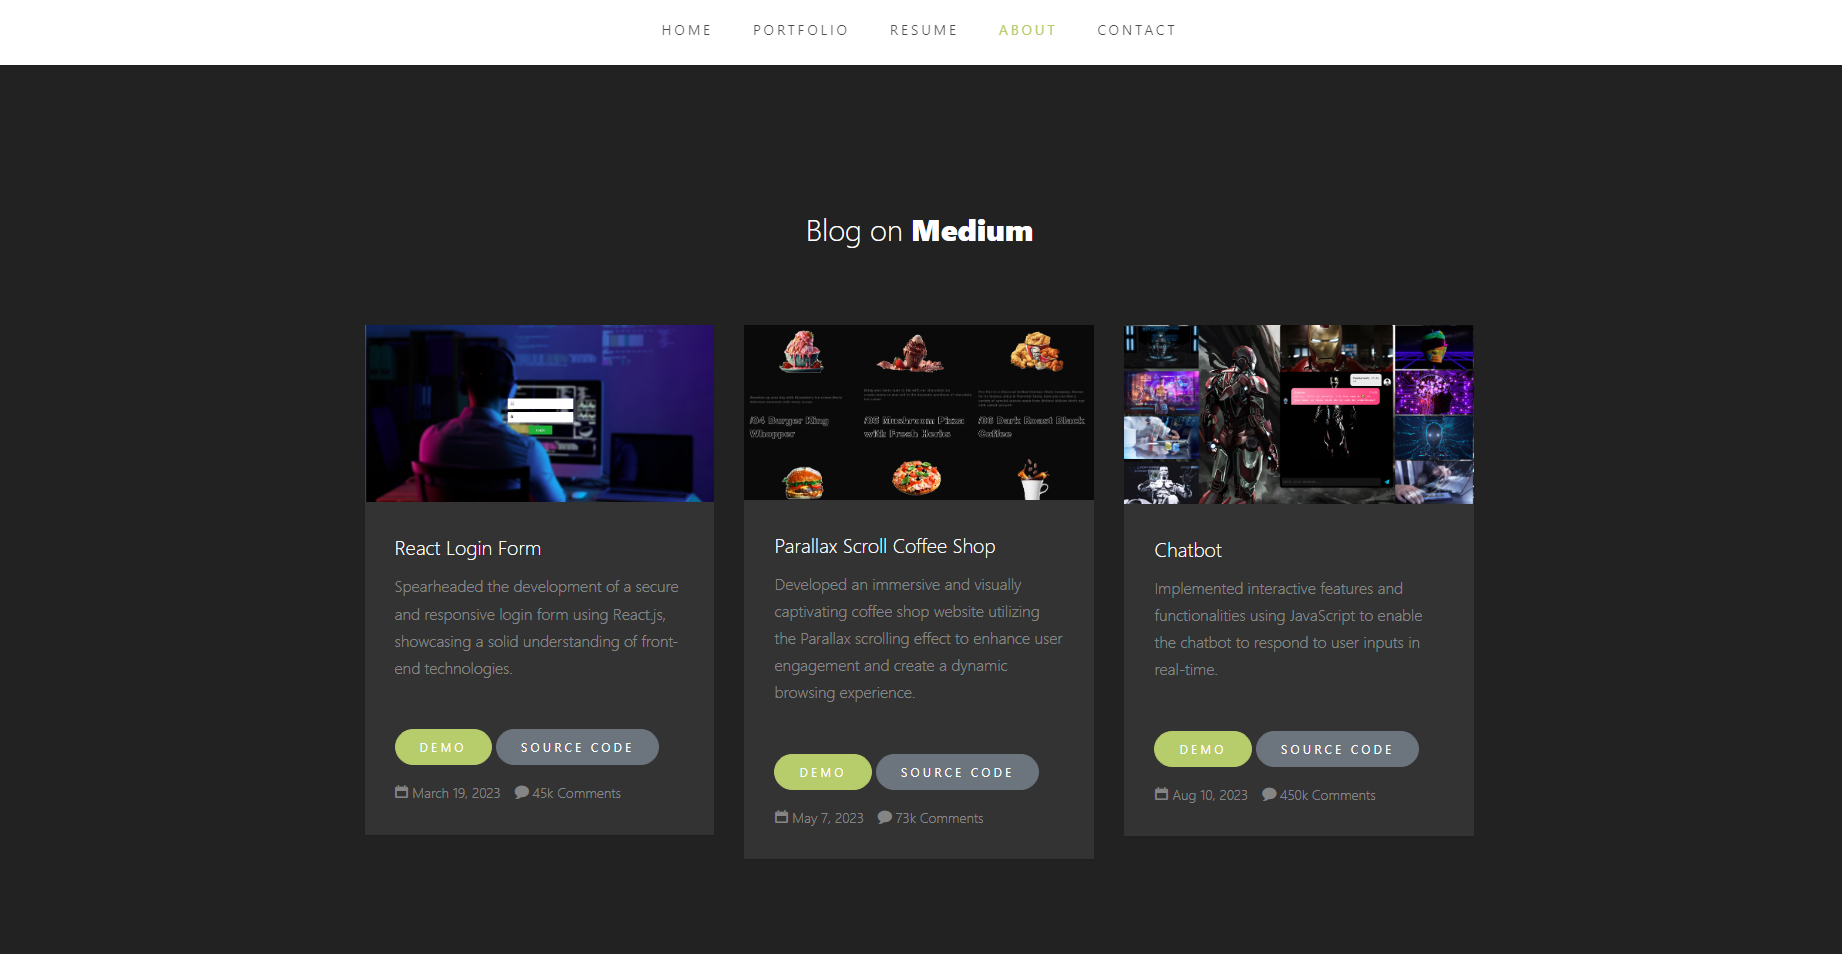 HOME PORTFOLIO RESUME ABOUT CONTACT
Blog on Medium
/04 Burger King
Whopper
/05 Mushroom Pizza
with Fresh Herbs
/06 Dark Roast Black
Coffee
React Login Form
Spearheaded the development of a secure
and responsive login form using React.js,
showcasing a solid understanding of front-
end technologies.
DEMO SOURCE CODE
March 19, 2023 45k Comments
Parallax Scroll Coffee Shop
Developed an immersive and visually
captivating coffee shop website utilizing
the Parallax scrolling effect to enhance user
engagement and create a dynamic
browsing experience.
DEMO SOURCE CODE
May 7, 2023 73k Comments
Chatbot
Implemented interactive features and
functionalities using JavaScript to enable
the chatbot to respond to user inputs in
real-time.
DEMO SOURCE CODE
Aug 10, 2023 450k Comments